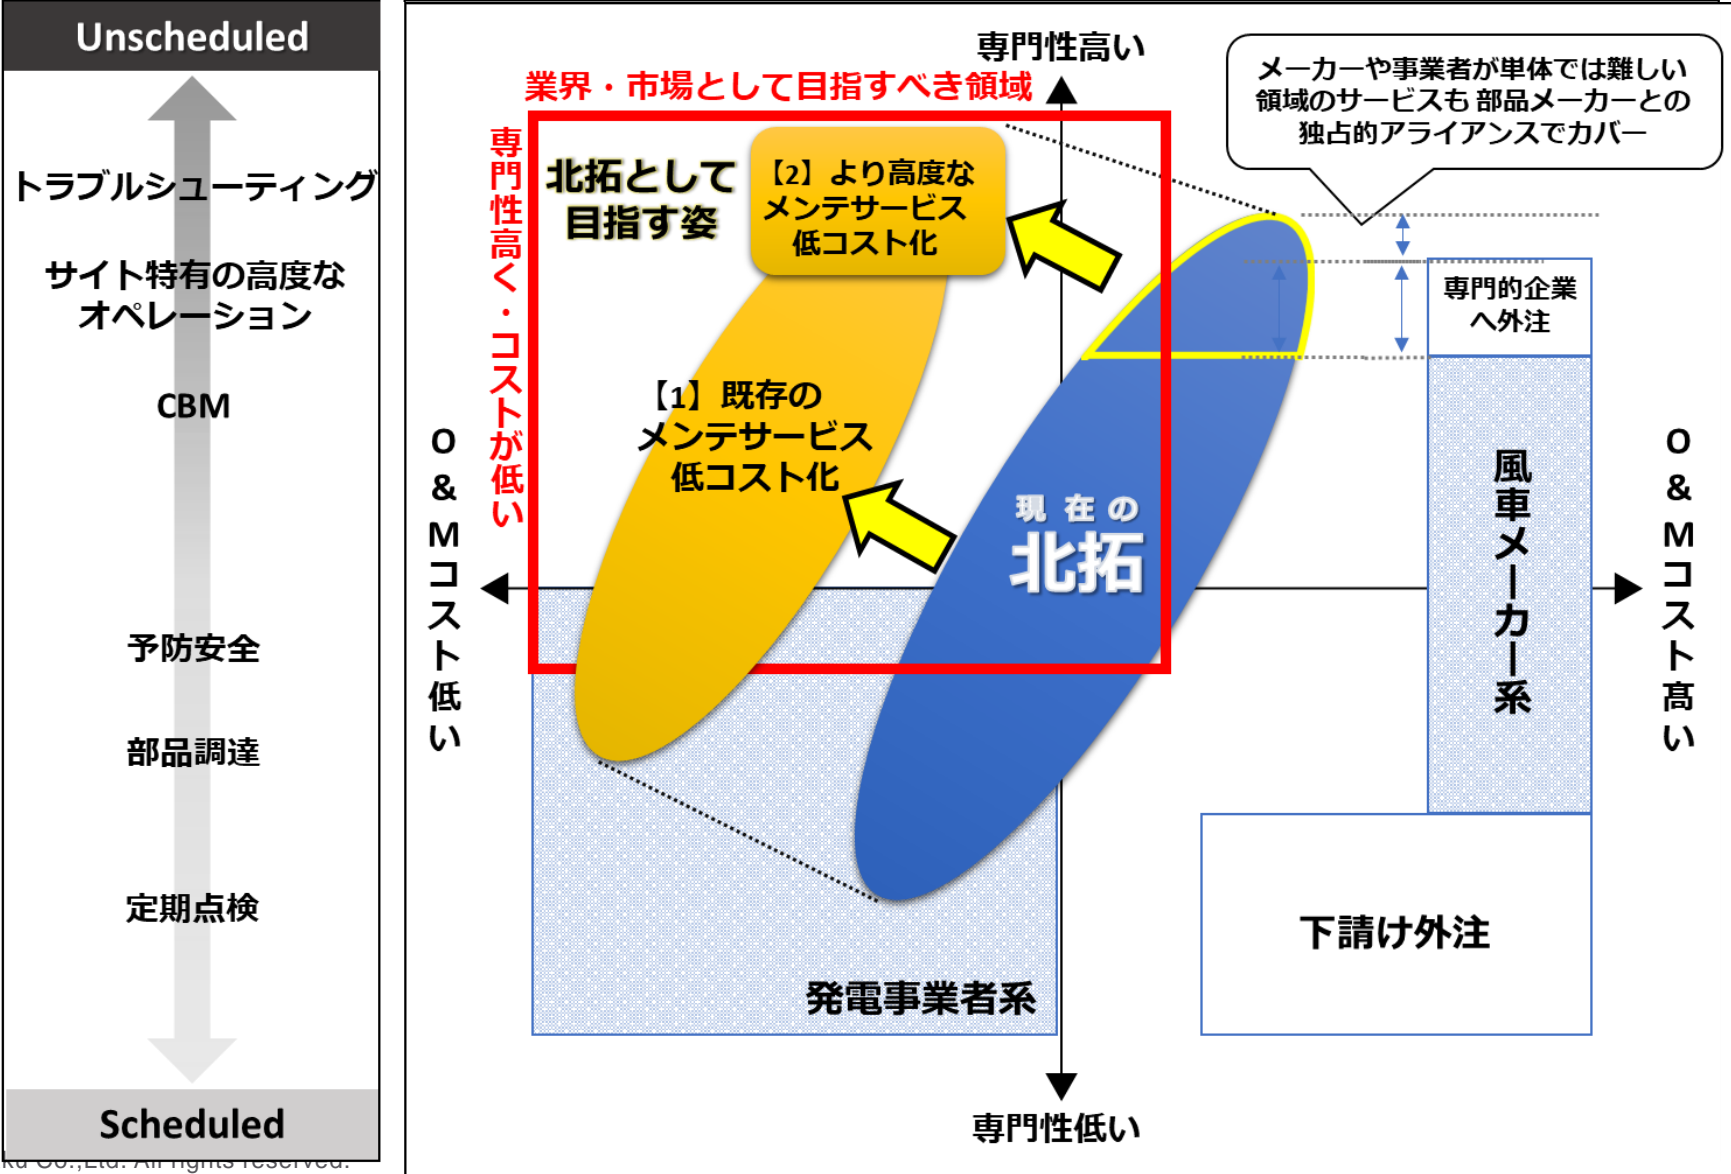 Unscheduled
トラブルシューティング
サイト特有の高度な
オペレーション
CBM
予防安全
部品調達
定期点検
Scheduled
Co.,Ltd. All rights reserved.
専門性高い
業界・市場として目指すべき領域
専門性高く・コストが低い
北拓として
目指す姿
【2】より高度な
メンテサービス
低コスト化
メーカーや事業者が単体では難しい
領域のサービスも 部品メーカーとの
独占的アライアンスでカバー
専門的企業
へ外注
【1】既存の
メンテサービス
低コスト化
現在の
北拓
O&Mコスト低い
風車メーカー系
O&Mコスト髙い
下請け外注
発電事業者系
専門性低い